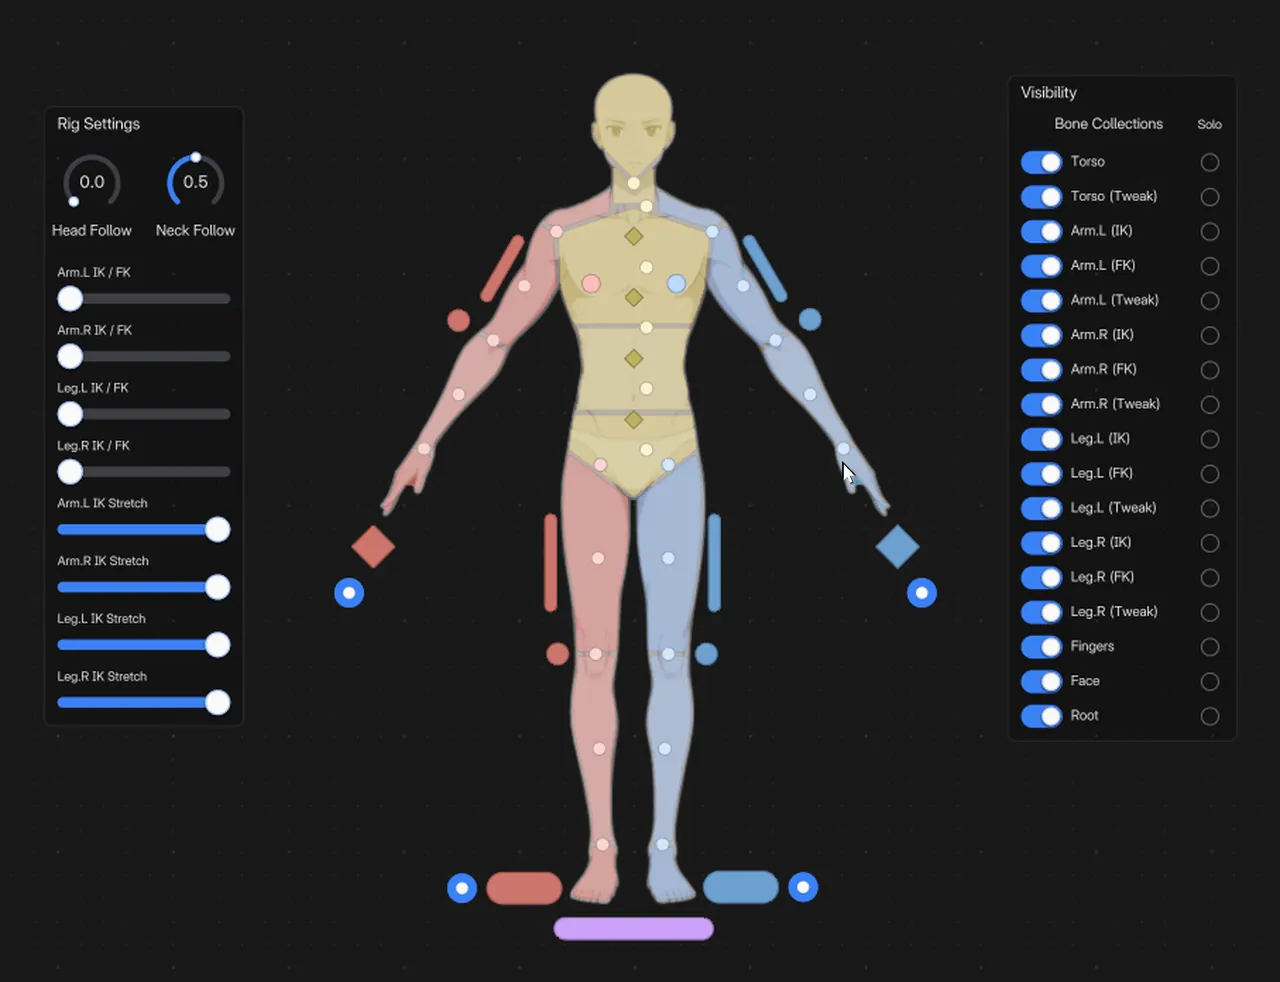 Rig Settings
0.0
0.5
Head Follow
Neck Follow
Arm.L IK / FK
Arm.R IK / FK
Leg.L IK / FK
Leg.R IK / FK
Arm.L IK Stretch
Arm.R IK Stretch
Leg.L IK Stretch
Leg.R IK Stretch
Visibility
Bone Collections
Solo
Torso
Torso (Tweak)
Arm.L (IK)
Arm.L (FK)
Arm.L (Tweak)
Arm.R (IK)
Arm.R (FK)
Arm.R (Tweak)
Leg.L (IK)
Leg.L (FK)
Leg.L (Tweak)
Leg.R (IK)
Leg.R (FK)
Leg.R (Tweak)
Fingers
Face
Root